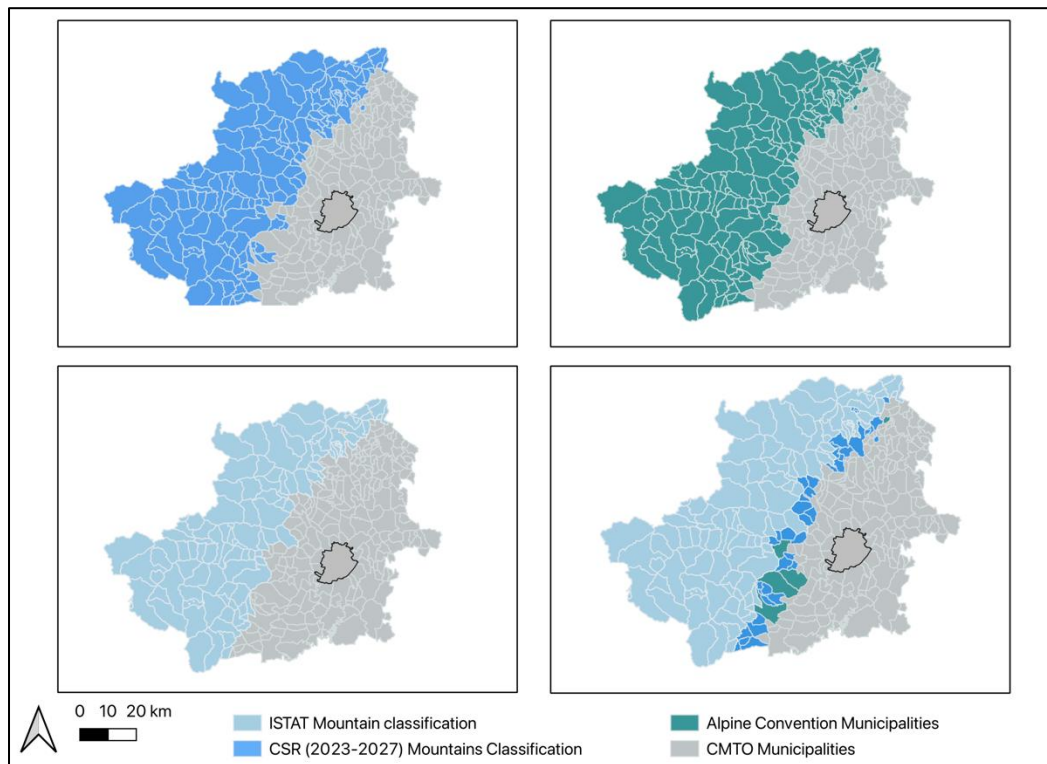 0 10 20 km
ISTAT Mountain classification
CSR (2023-2027) Mountains Classification
Alpine Convention Municipalities
CMTO Municipalities